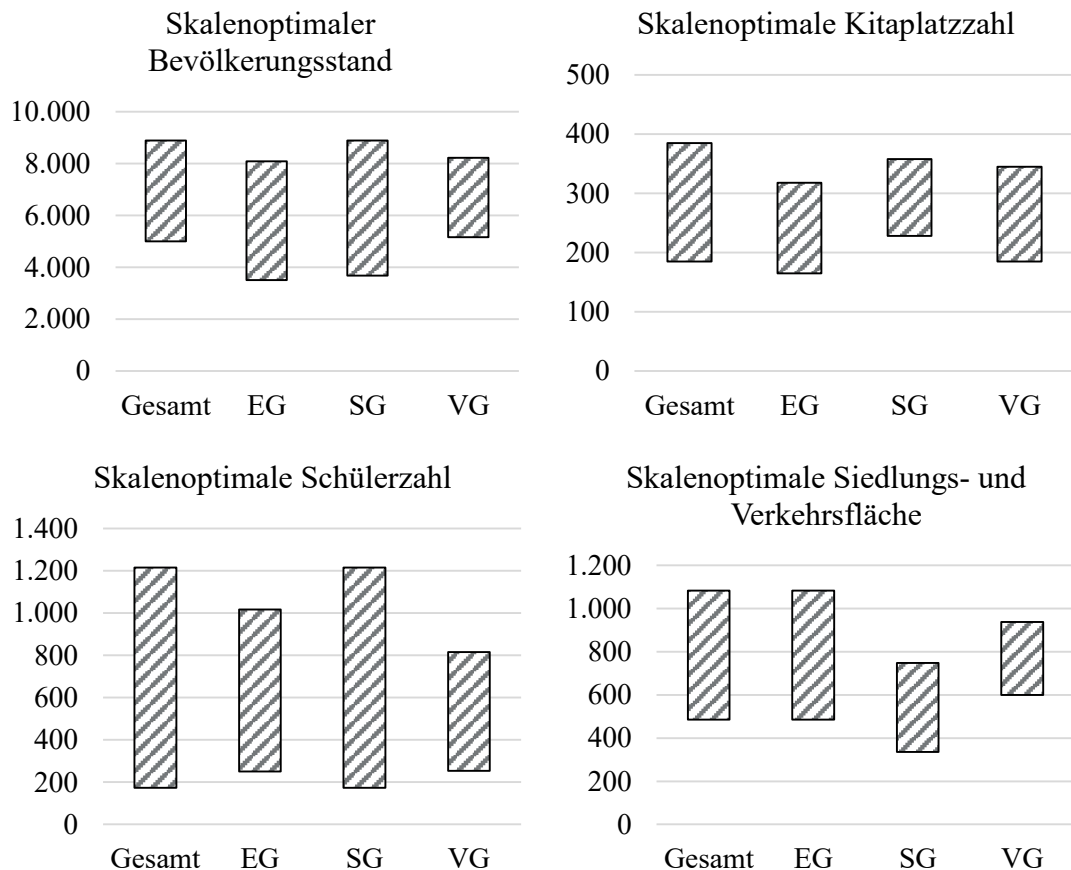 Skalenoptimaler
Bevölkerungsstand
10.000
8.000
6.000
4.000
2.000
0
Gesamt EG SG VG
Skalenoptimale Kitaplatzzahl
500
400
300
200
100
0
Gesamt EG SG VG
Skalenoptimale Schülerzahl
1.400
1.200
1.000
800
600
400
200
0
Gesamt EG SG VG
Skalenoptimale Siedlungs- und
Verkehrsfläche
1.200
1.000
800
600
400
200
0
Gesamt EG SG VG